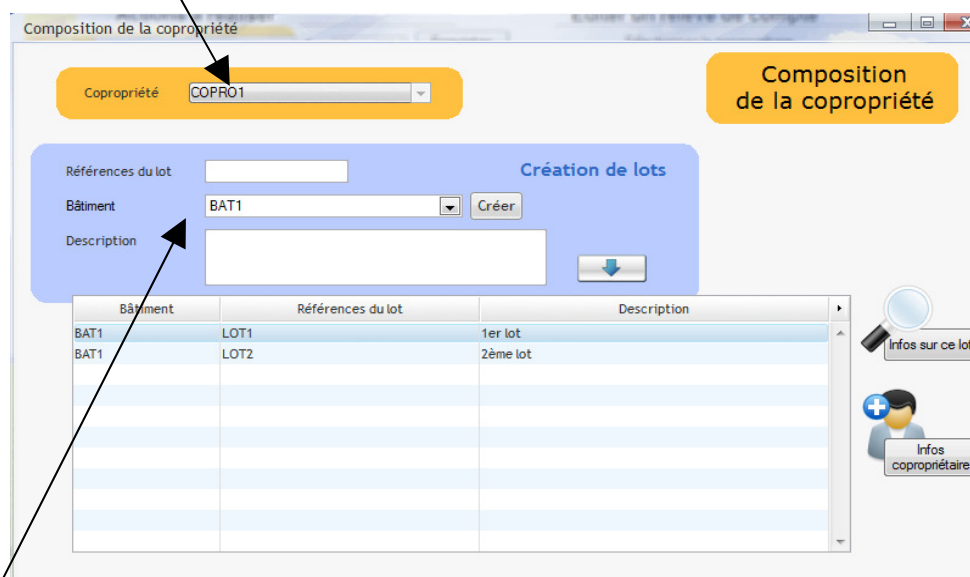 Composition de la copropriété
Copropriété COPRO1
Composition
de la copropriété
Références du lot
Création de lots
Bâtiment BAT1 Créer
Description
Bâtiment Références du lot Description
BAT1 LOT1 1er lot
BAT1 LOT2 2ème lot
Infos sur ce lot
Infos
copropriétaire